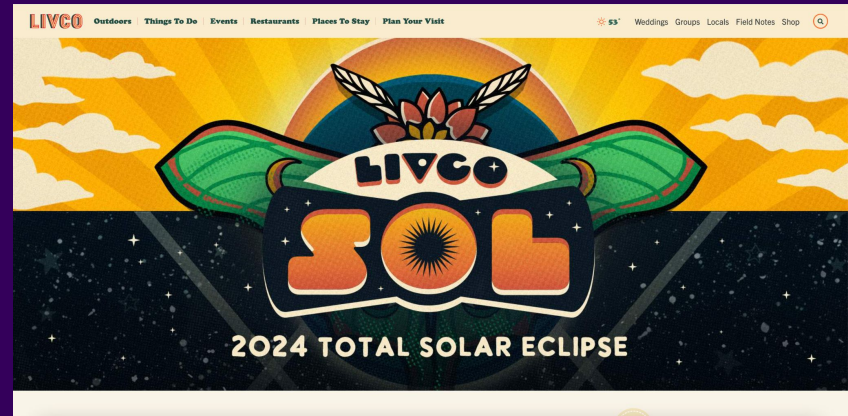 LIVCO Outdoors Things To Do Events Restaurants Places To Stay Plan Your Visit 53° Weddings Groups Locals Field Notes Shop
LIVCO
SOL
2024 TOTAL SOLAR ECLIPSE